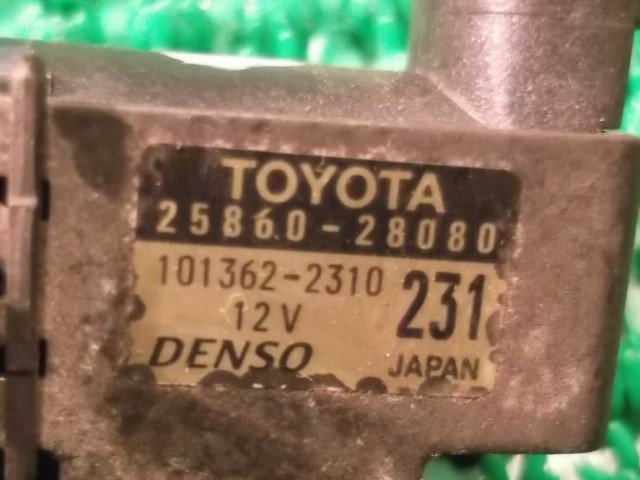 TOYOTA
25860-28080
101362-2310
231
12V
DENSO
JAPAN